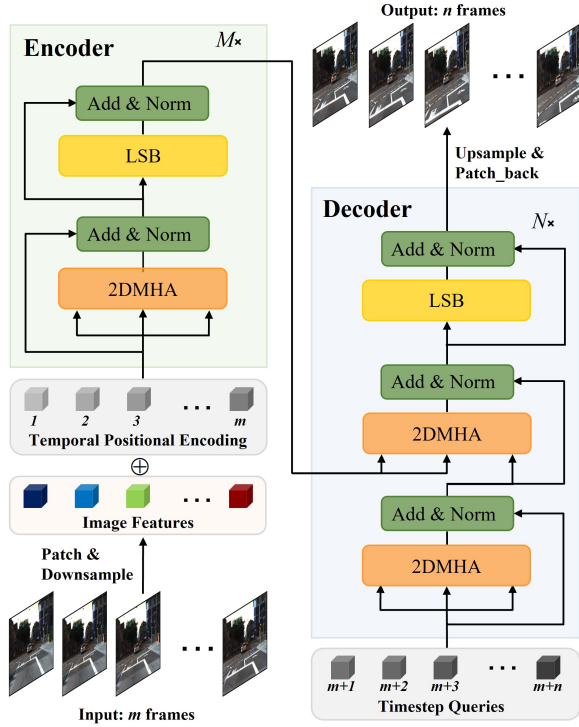 Encoder
M×
Add & Norm
LSB
Add & Norm
2DMHA
1 2 3 ... m
Temporal Positional Encoding
⊕
Image Features
Patch &
Downsample
Input: m frames
Output: n frames
Upsample &
Patch_back
Decoder
N×
Add & Norm
LSB
Add & Norm
2DMHA
Add & Norm
2DMHA
m+1 m+2 m+3 ... m+n
Timestep Queries